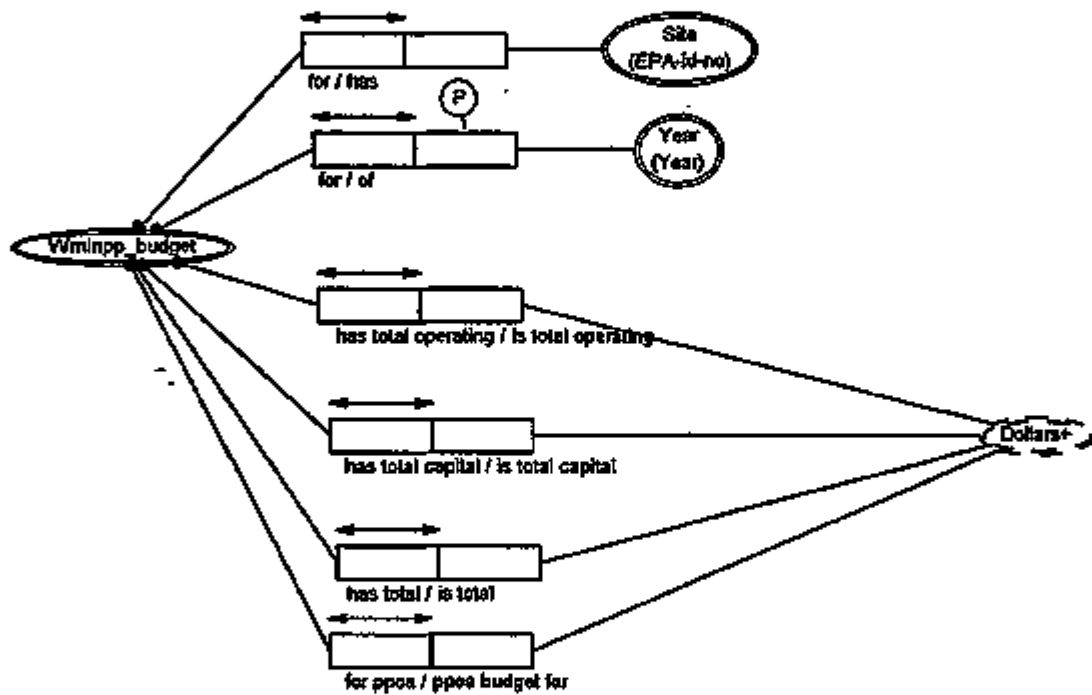 Site
(EPA-id-no)
for / has
P
Year
(Year)
for / of
Wminpp_budget
has total operating / is total operating
has total capital / is total capital
Dollars+
has total / is total
for ppoa / ppoa budget for